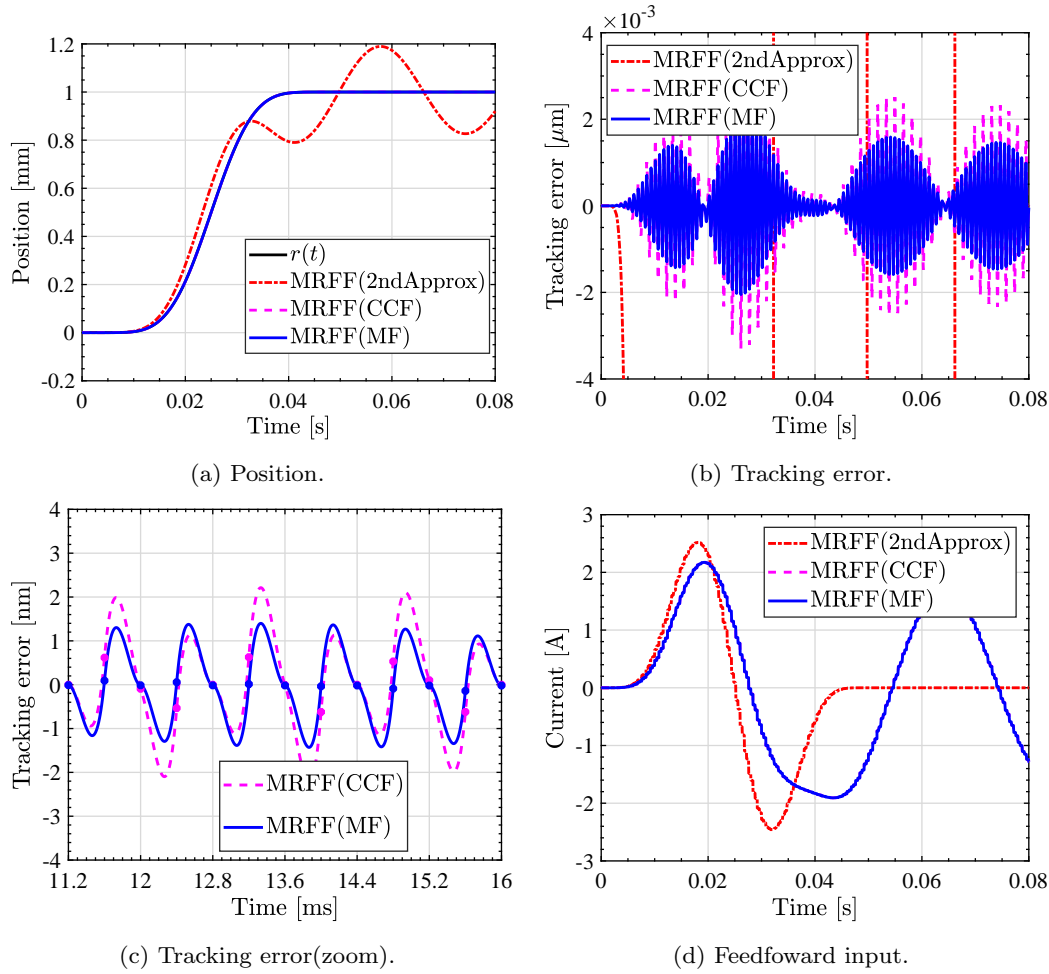 1.2
1
0.8
0.6
0.4
0.2
0
-0.2
Position [mm]
r(t)
MRFF(2ndApprox)
MRFF(CCF)
MRFF(MF)
0 0.02 0.04 0.06 0.08
Time [s]
(a) Position.
×10⁻³
4
2
0
-2
-4
Tracking error [μm]
MRFF(2ndApprox)
MRFF(CCF)
MRFF(MF)
0 0.02 0.04 0.06 0.08
Time [s]
(b) Tracking error.
4
3
2
1
0
-1
-2
-3
-4
Tracking error [nm]
MRFF(CCF)
MRFF(MF)
11.2 12 12.8 13.6 14.4 15.2 16
Time [ms]
(c) Tracking error(zoom).
3
2
1
0
-1
-2
-3
Current [A]
MRFF(2ndApprox)
MRFF(CCF)
MRFF(MF)
0 0.02 0.04 0.06 0.08
Time [s]
(d) Feedfoward input.